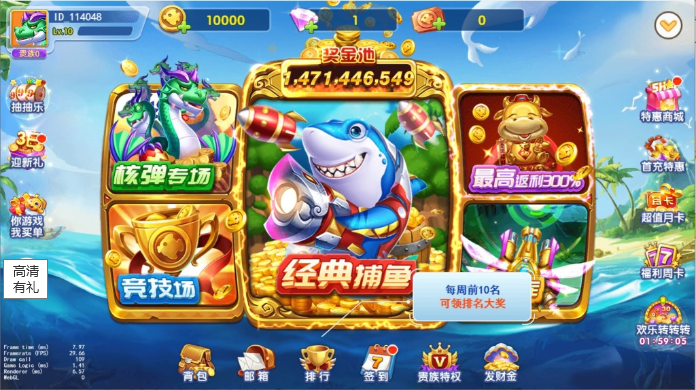 ID 114048
Lv.10
贵族0
10000
1
0
奖金池
1,471,446,549
抽抽乐
迎新礼
你游戏
我买单
高清
有礼
核弹专场
竞技场
经典捕鱼
最高返利300%
每周前10名
可领排名大奖
特惠商城
首充特惠
月卡
超值月卡
福利周卡
欢乐转转转
01:59:05
Frame time (ms) 7.97
Framerate (FPS) 29.66
Draw call 109
Game Logic (ms) 1.41
Renderer (ms) 6.57
WebGL 0
背包
邮箱
排行
7
签到
V
贵族特权
发财金